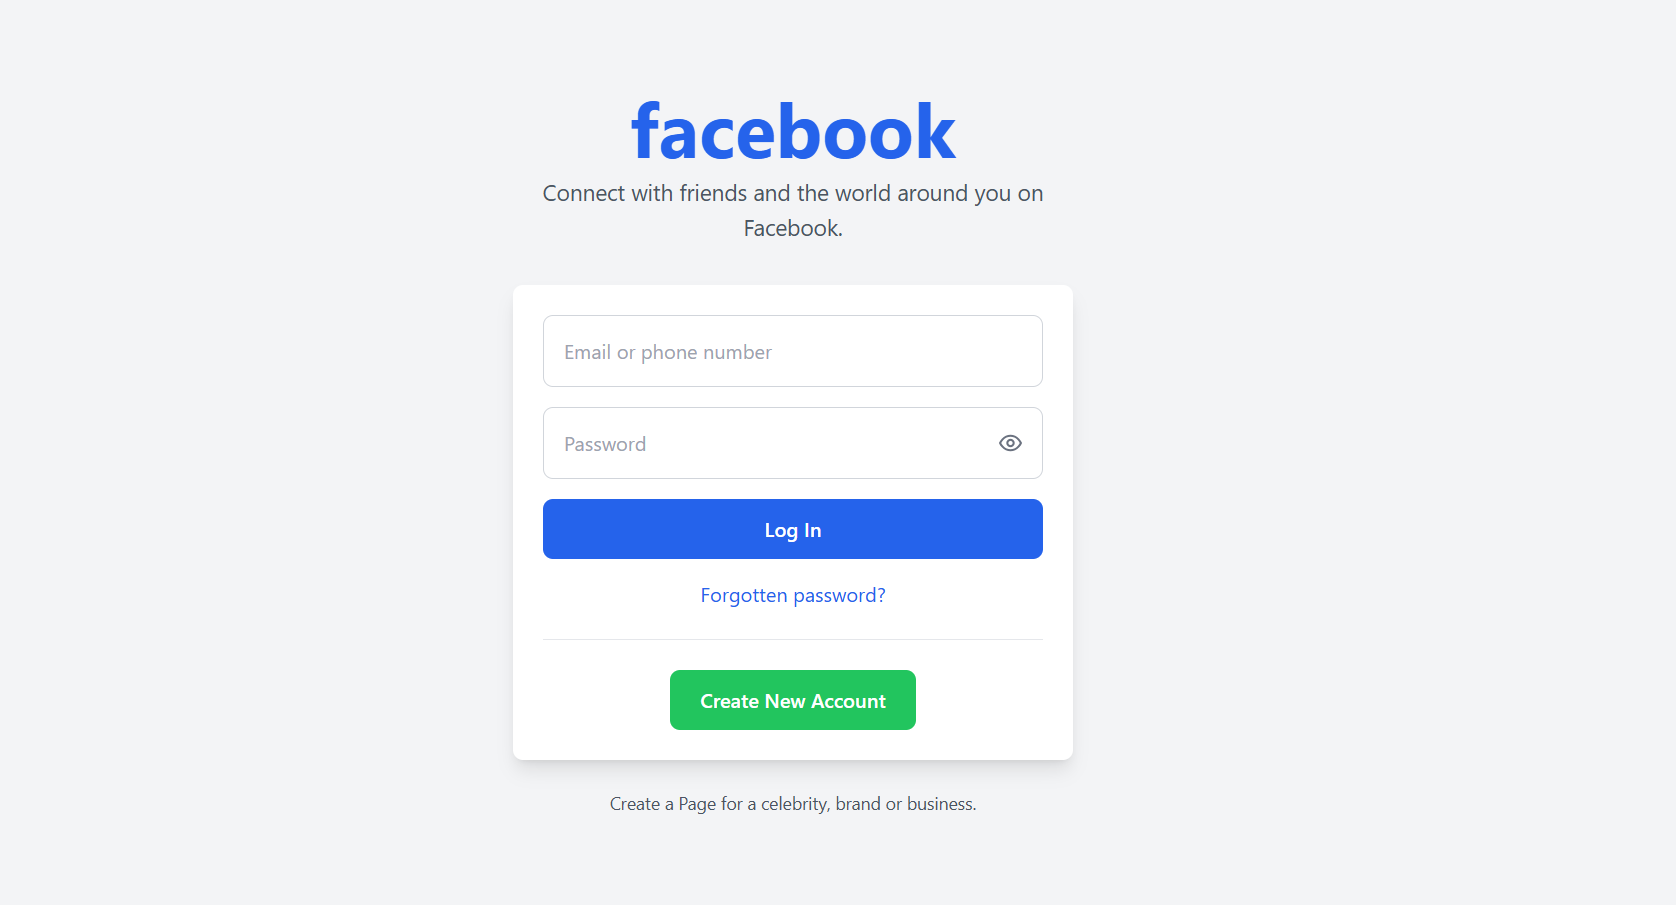 facebook
Connect with friends and the world around you on
Facebook.
Email or phone number
Password
Log In
Forgotten password?
Create New Account
Create a Page for a celebrity, brand or business.